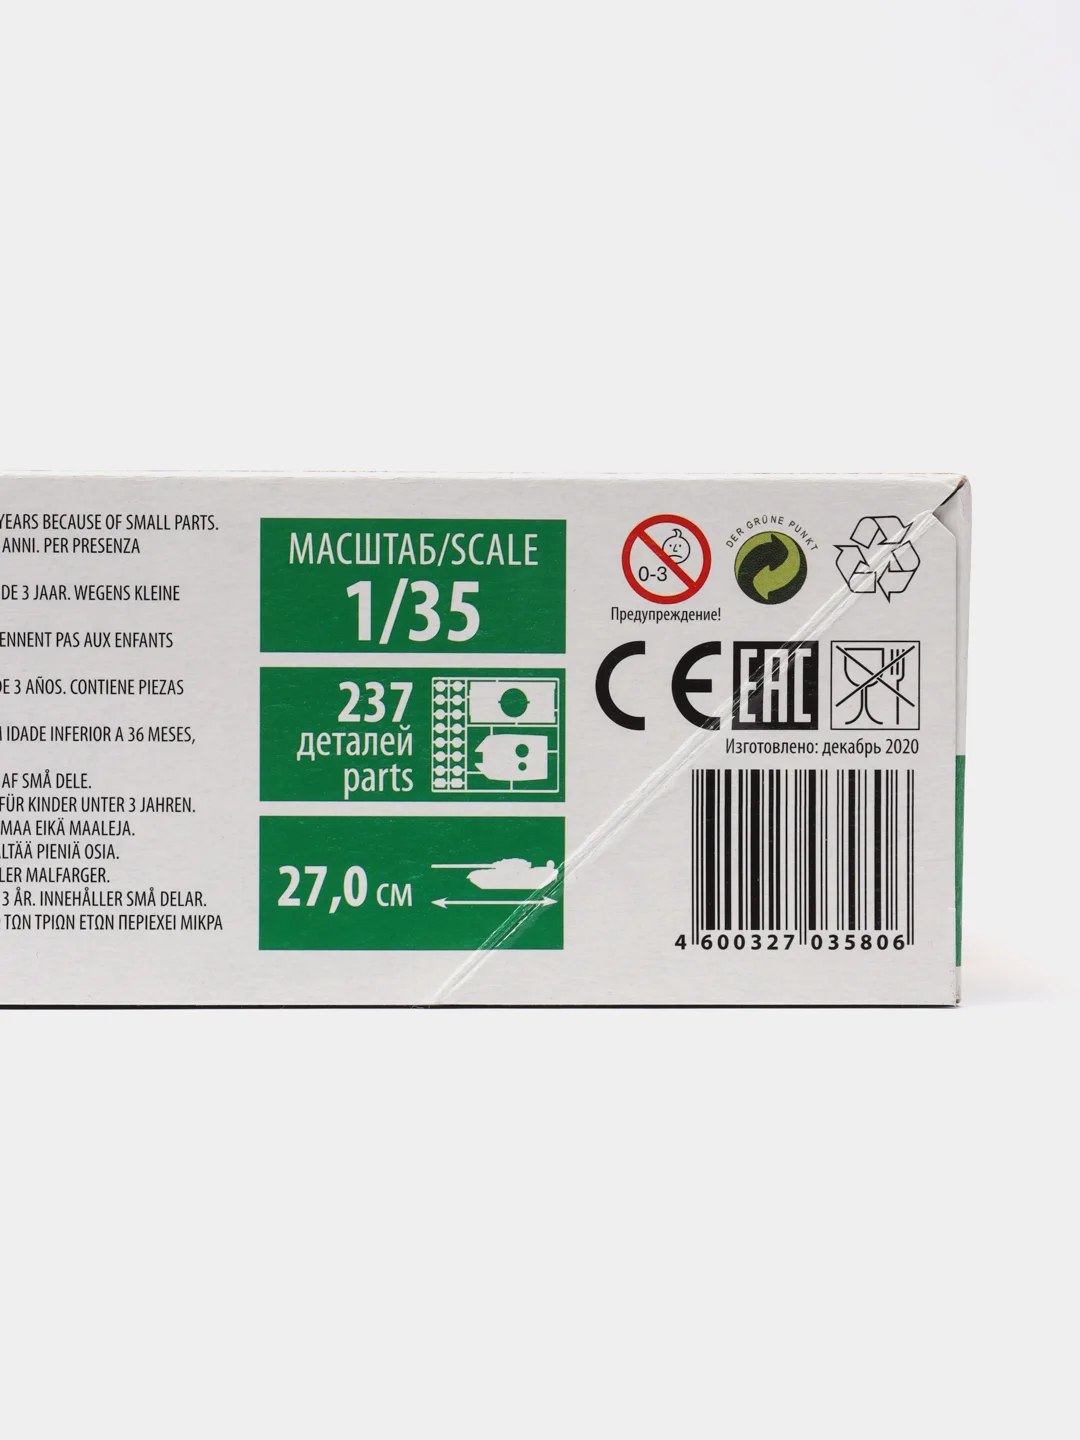 YEARS BECAUSE OF SMALL PARTS.
ANNI. PER PRESENZA
DE 3 JAAR. WEGENS KLEINE
ENNENT PAS AUX ENFANTS
DE 3 AÑOS. CONTIENE PIEZAS
IDADE INFERIOR A 36 MESES,
AF SMÅ DELE.
FÜR KINDER UNTER 3 JAHREN.
MAA EIKÄ MAALEJA.
LTÄÄ PIENIÄ OSIA.
LER MALFARGER.
3 ÅR. INNEHÅLLER SMÅ DELAR.
ΤΩΝ ΤΡΙΩΝ ΕΤΩΝ ΠΕΡΙΕΧΕΙ ΜΙΚΡΑ
МАСШТАБ/SCALE
1/35
237
деталей
parts
27,0 см
0-3
Предупреждение!
DER GRÜNE PUNKT
CE EAC
Изготовлено: декабрь 2020
4 600327 035806